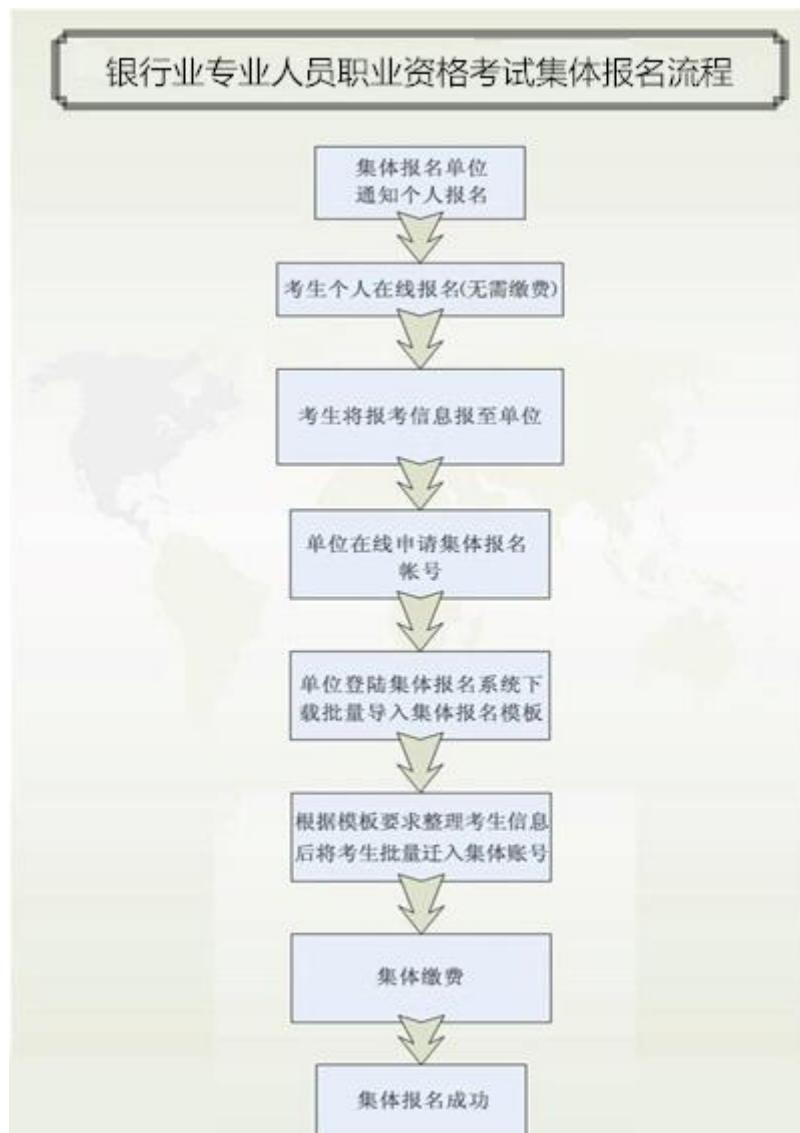 银行业专业人员职业资格考试集体报名流程
集体报名单位
通知个人报名
考生个人在线报名(无需缴费)
考生将报考信息报至单位
单位在线申请集体报名
帐号
单位登陆集体报名系统下
载批量导入集体报名模板
根据模板要求整理考生信息
后将考生批量迁入集体账号
集体缴费
集体报名成功